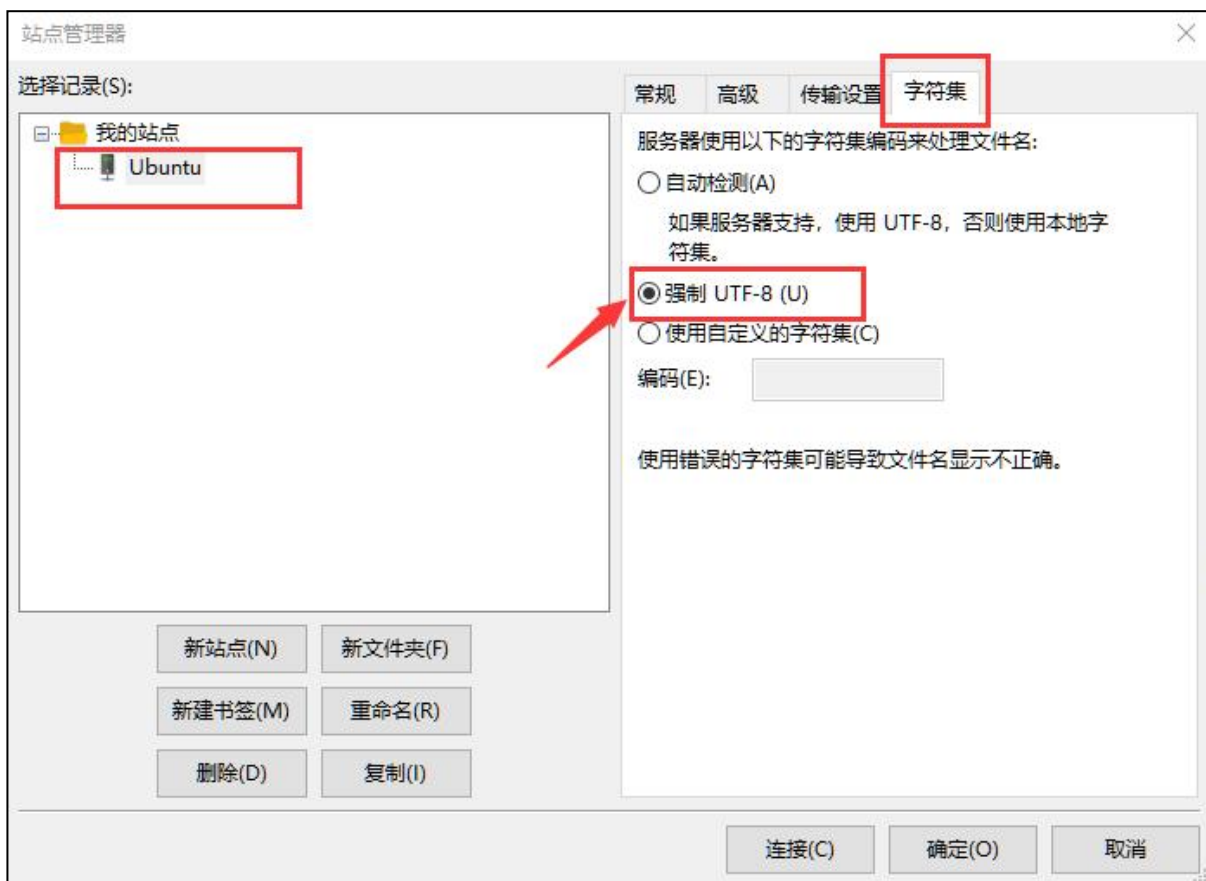 站点管理器
选择记录(S):
我的站点
Ubuntu
新站点(N)
新文件夹(F)
新建书签(M)
重命名(R)
删除(D)
复制(I)
常规
高级
传输设置
字符集
服务器使用以下的字符集编码来处理文件名:
自动检测(A)
如果服务器支持，使用 UTF-8，否则使用本地字
符集。
强制 UTF-8 (U)
使用自定义的字符集(C)
编码(E):
使用错误的字符集可能导致文件名显示不正确。
连接(C)
确定(O)
取消